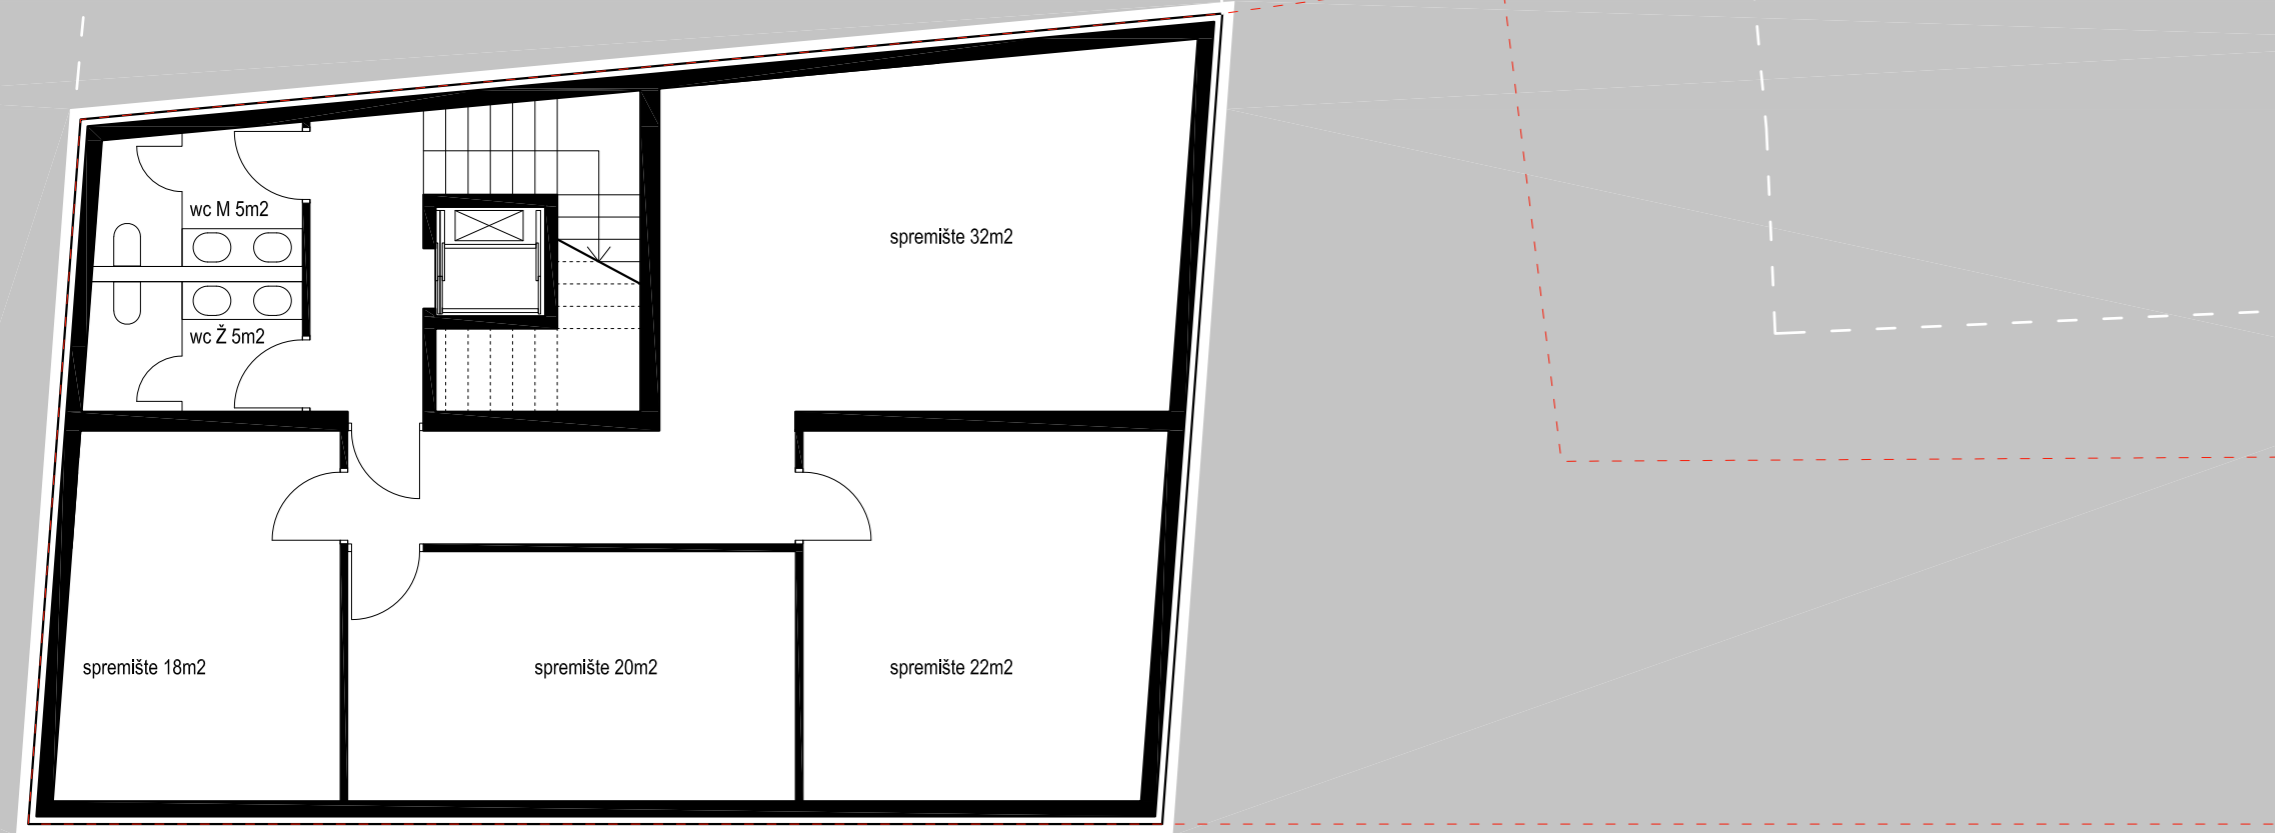 wc M 5m2
spremište 32m2
wc Ž 5m2
spremište 18m2
spremište 20m2
spremište 22m2